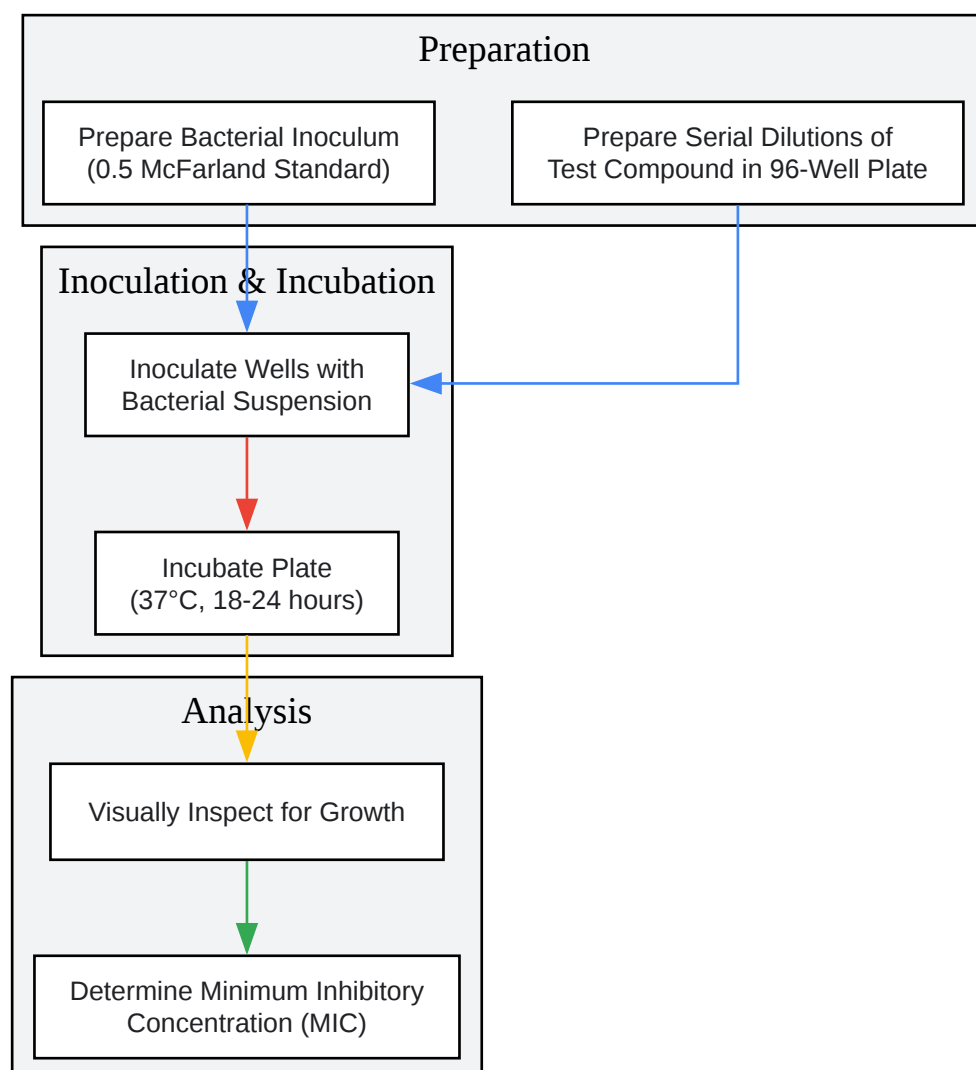 Preparation
Prepare Bacterial Inoculum
(0.5 McFarland Standard)
Prepare Serial Dilutions of
Test Compound in 96-Well Plate
Inoculation & Incubation
Inoculate Wells with
Bacterial Suspension
Incubate Plate
(37°C, 18-24 hours)
Analysis
Visually Inspect for Growth
Determine Minimum Inhibitory
Concentration (MIC)